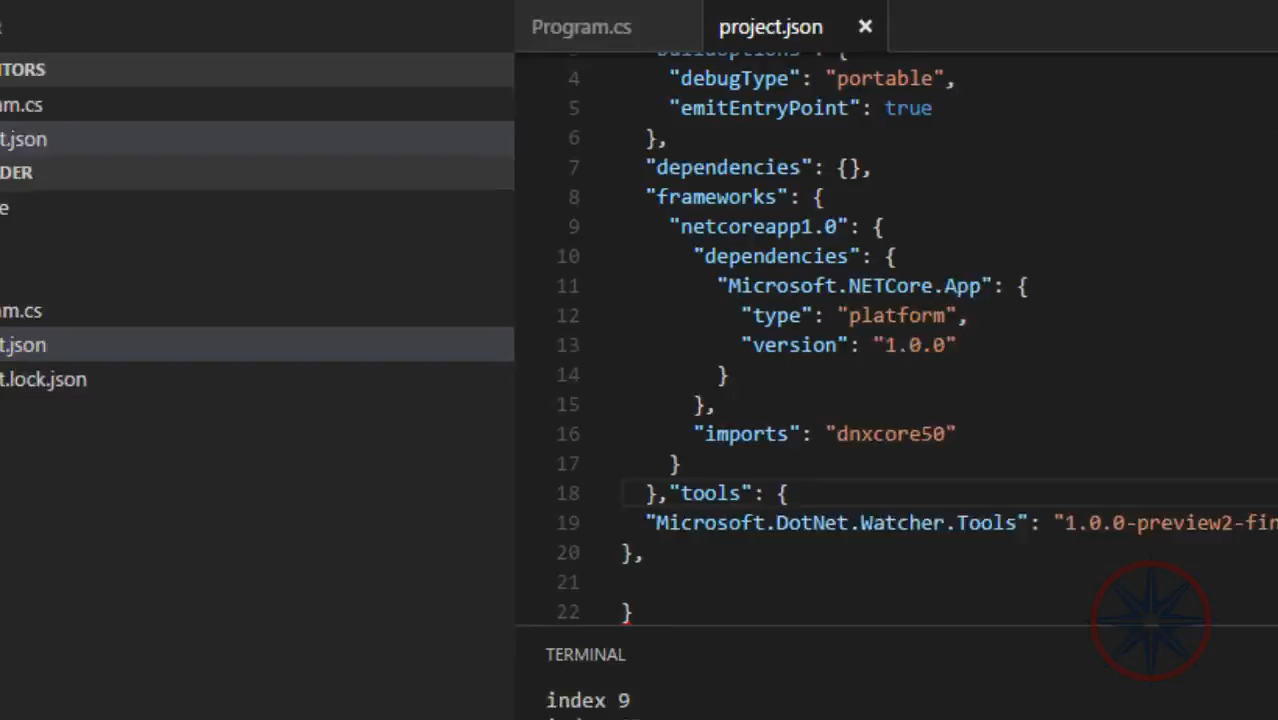 Program.cs project.json ×
TORS
m.cs
t.json
DER
e
m.cs
t.json
t.lock.json
"buildOptions": {
4 "debugType": "portable",
5 "emitEntryPoint": true
6 },
7 "dependencies": {},
8 "frameworks": {
9 "netcoreapp1.0": {
10 "dependencies": {
11 "Microsoft.NETCore.App": {
12 "type": "platform",
13 "version": "1.0.0"
14 }
15 },
16 "imports": "dnxcore50"
17 }
18 },"tools": {
19 "Microsoft.DotNet.Watcher.Tools": "1.0.0-preview2-fin
20 },
21
22 }
TERMINAL
index 9